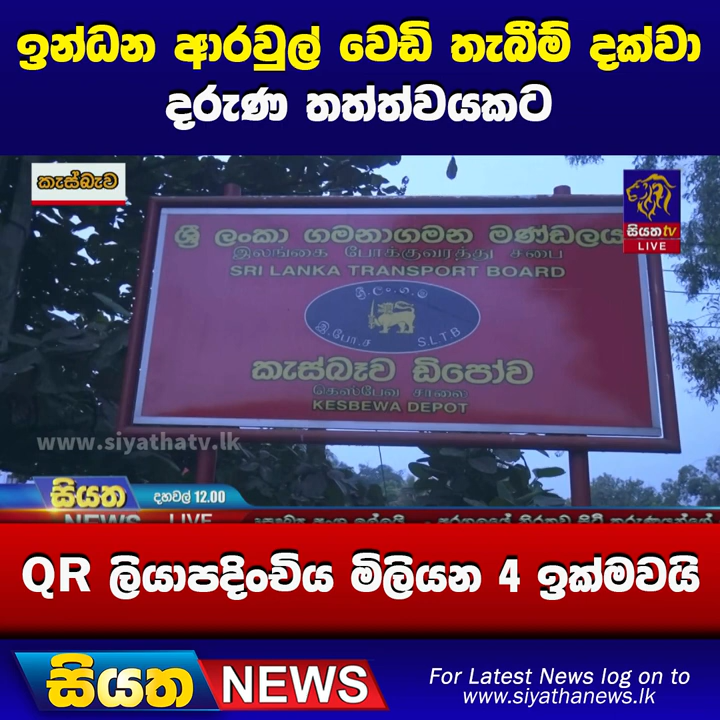 ඉන්ධන ආරවුල් වෙඩි තැබීම් දක්වා
දරුණ තත්ත්වයකට
කැස්බෑව
සියත tv
LIVE
ශ්‍රී ලංකා ගමනාගමන මණ්ඩලය
இலங்கை போக்குவரத்து சபை
SRI LANKA TRANSPORT BOARD
ශ්‍රී.ලං.ග.ම
இ.போ.ச S.L.T.B
කැස්බෑව ඩිපෝව
கெஸ்பேவ சாலை
KESBEWA DEPOT
www.siyathatv.lk
සියත දහවල් 12.00
NEWS LIVE
QR ලියාපදිංචිය මිලියන 4 ඉක්මවයි
සියත NEWS
For Latest News log on to
www.siyathanews.lk